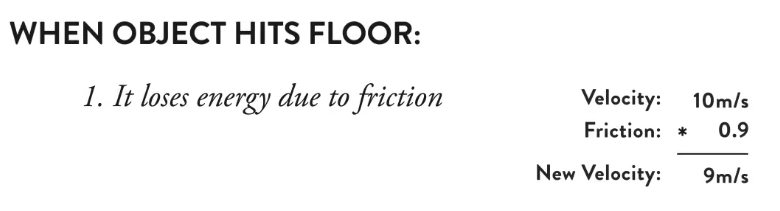 WHEN OBJECT HITS FLOOR:
1. It loses energy due to friction
Velocity: 10m/s
Friction: * 0.9
New Velocity: 9m/s